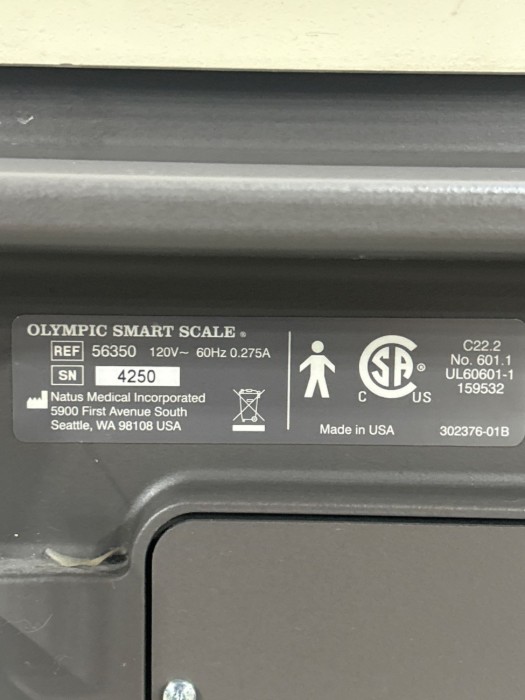 OLYMPIC SMART SCALE ®
REF 56350 120V~ 60Hz 0.275A
SN 4250
Natus Medical Incorporated
5900 First Avenue South
Seattle, WA 98108 USA
SA ®
C US
Made in USA
C22.2
No. 601.1
UL60601-1
159532
302376-01B